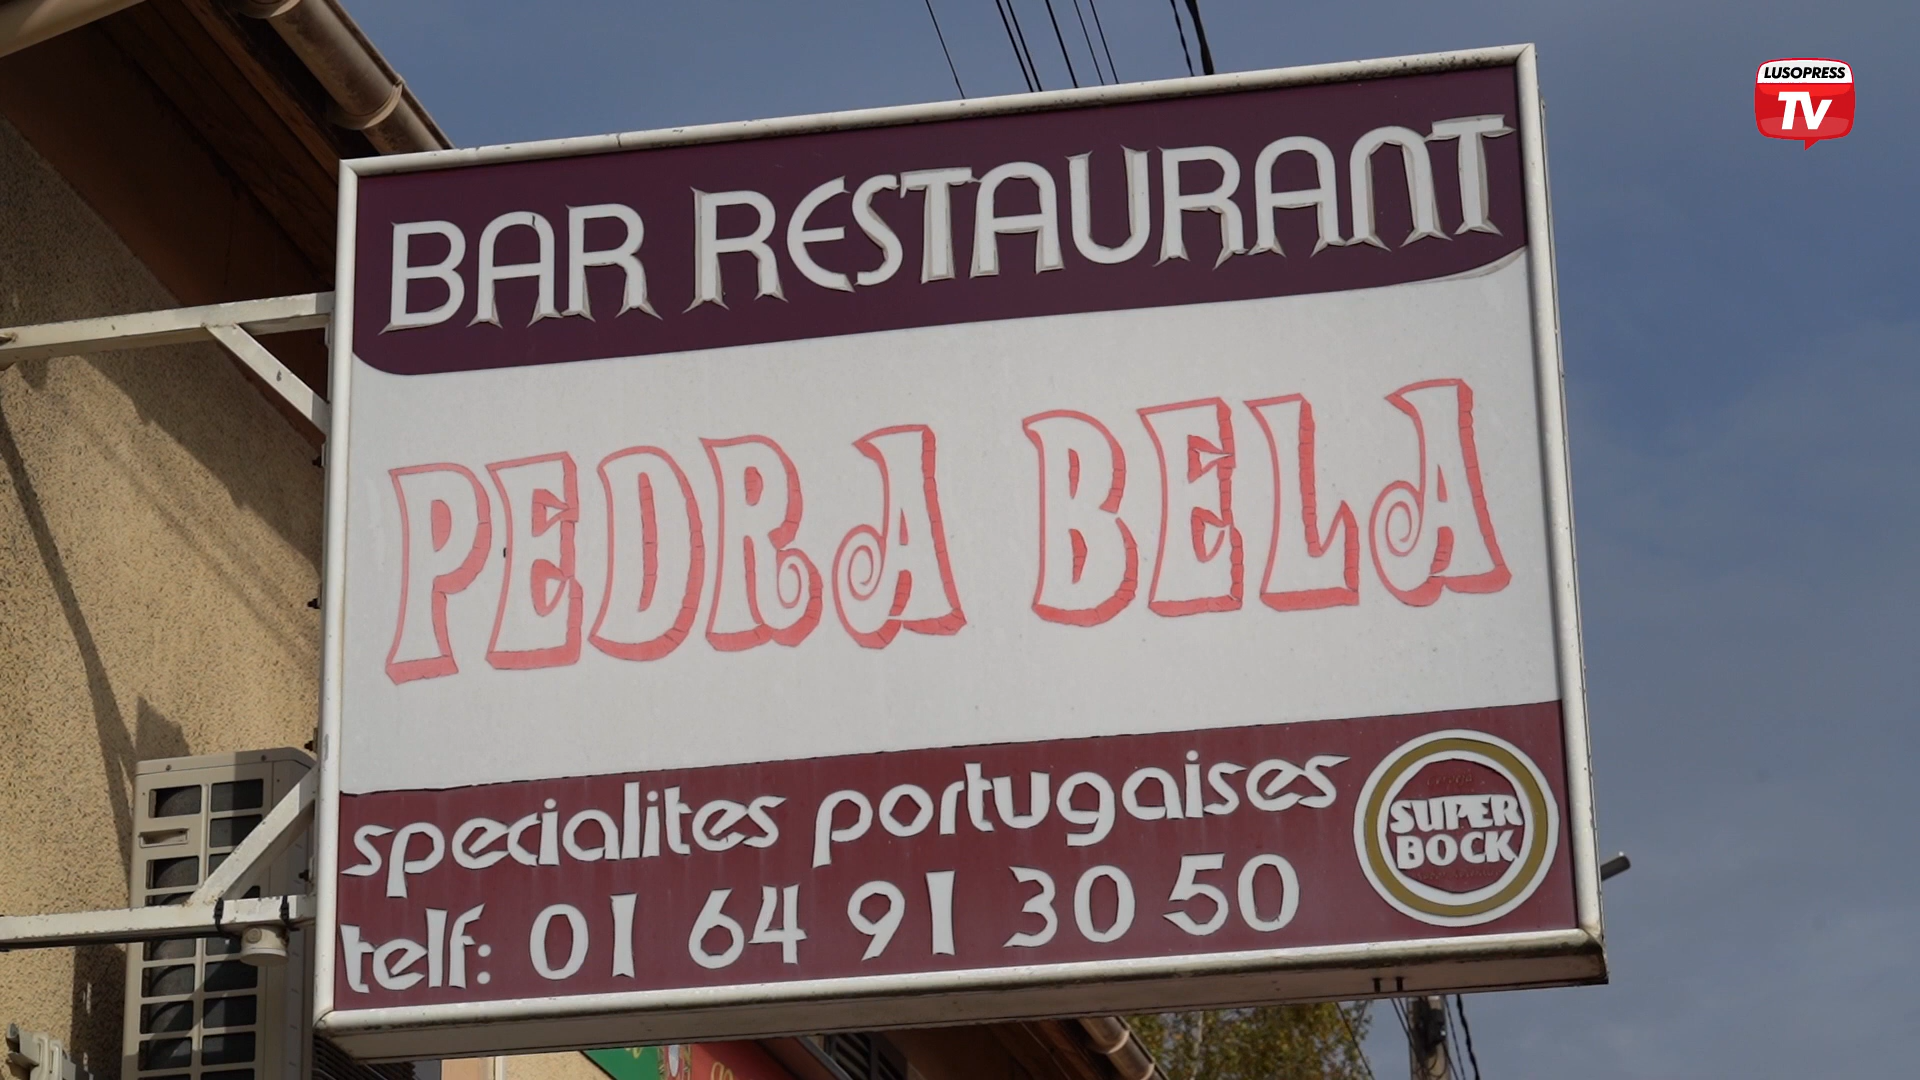 LUSOPRESS
TV
BAR RESTAURANT
PEDRA BELA
specialites portugaises
telf: 01 64 91 30 50
SUPER
BOCK